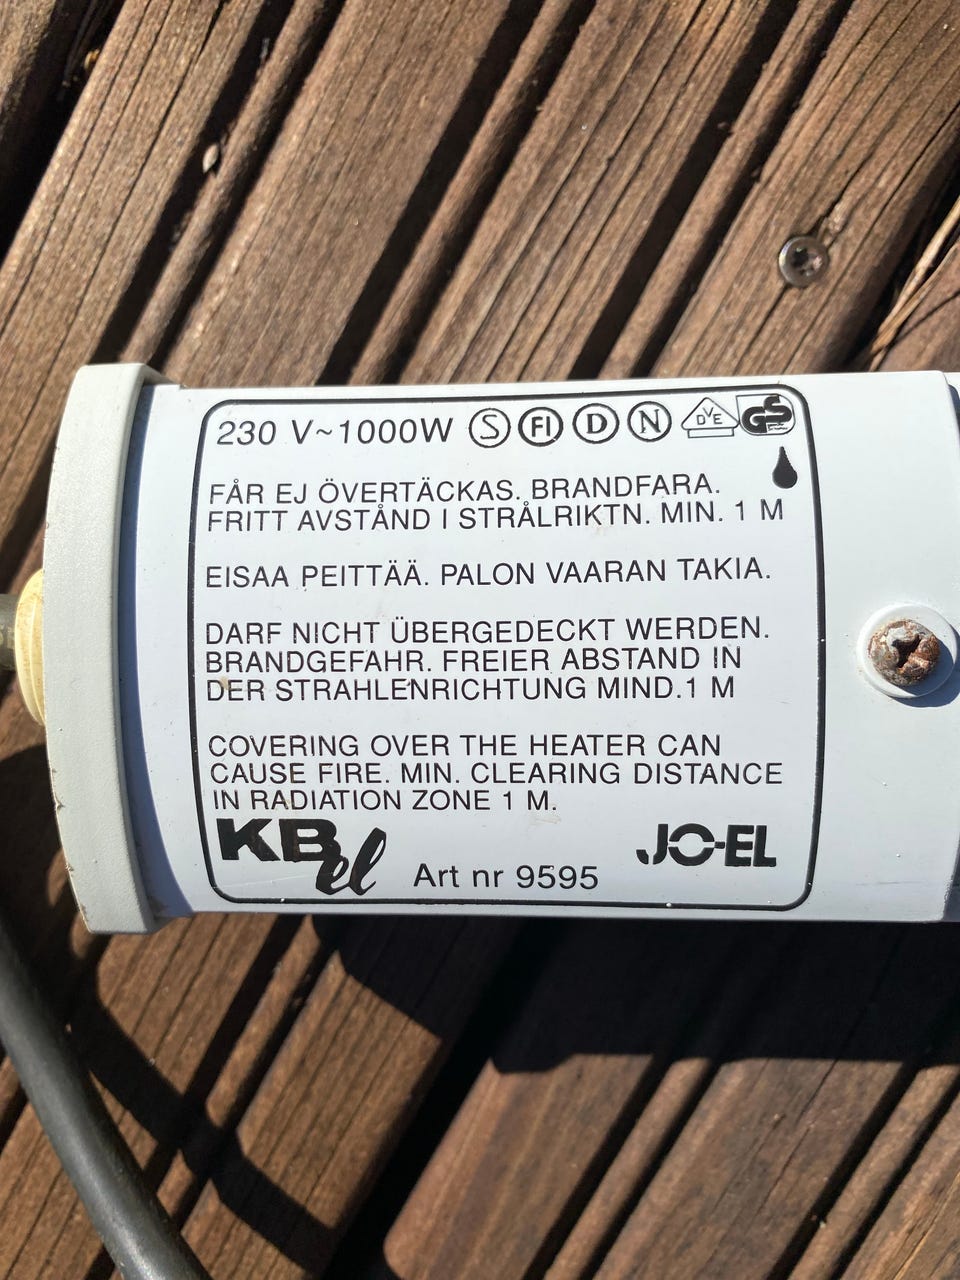 230 V~1000W S FI D N DVE GS
FÅR EJ ÖVERTÄCKAS. BRANDFARA.
FRITT AVSTÅND I STRÅLRIKTN. MIN. 1 M
EISAA PEITTÄÄ. PALON VAARAN TAKIA.
DARF NICHT ÜBERGEDECKT WERDEN.
BRANDGEFAHR. FREIER ABSTAND IN
DER STRAHLENRICHTUNG MIND.1 M
COVERING OVER THE HEATER CAN
CAUSE FIRE. MIN. CLEARING DISTANCE
IN RADIATION ZONE 1 M.
KBel Art nr 9595 JO-EL